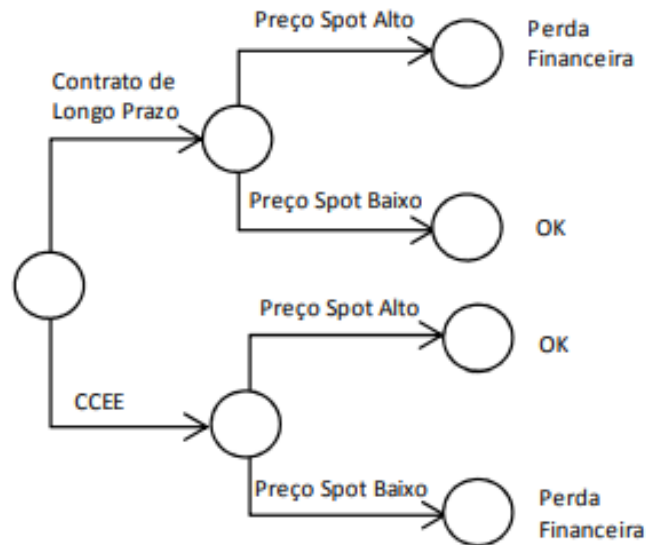 Preço Spot Alto
Perda
Financeira
Contrato de
Longo Prazo
Preço Spot Baixo
OK
Preço Spot Alto
OK
CCEE
Preço Spot Baixo
Perda
Financeira